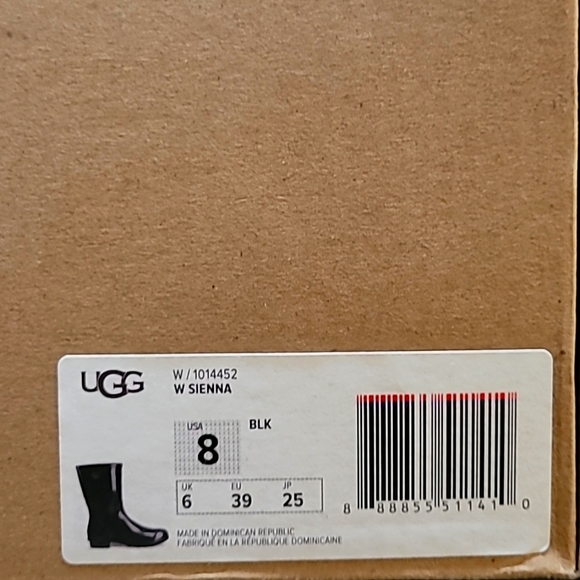 UGG
W / 1014452
W SIENNA
USA
8
BLK
UK EU JP
6 39 25
8 88855 51141 0
MADE IN DOMINICAN REPUBLIC
FABRIQUÉ EN LA RÉPUBLIQUE DOMINICAINE